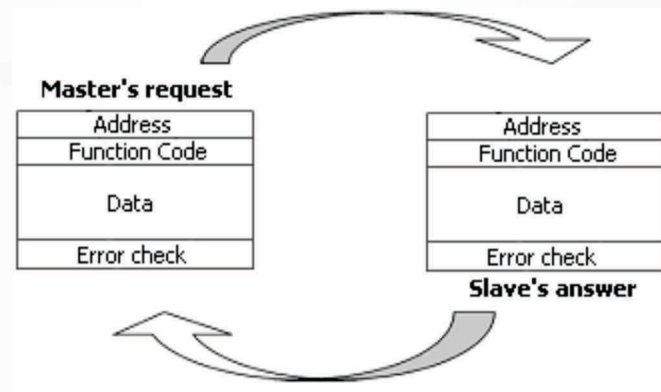 Master's request
Address
Function Code
Data
Error check
Address
Function Code
Data
Error check
Slave's answer